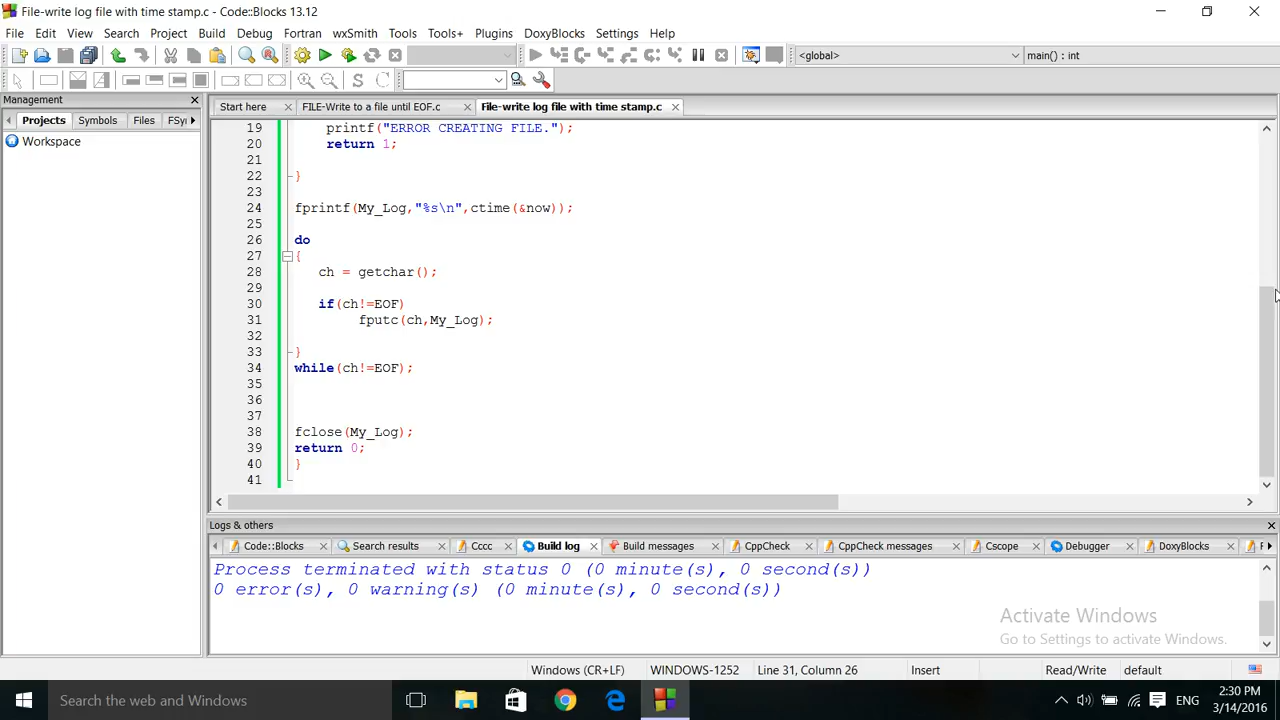 File-write log file with time stamp.c - Code::Blocks 13.12
File Edit View Search Project Build Debug Fortran wxSmith Tools Tools+ Plugins DoxyBlocks Settings Help
<global> main() : int
Management
Projects Symbols Files FSy
Workspace
Start here FILE-Write to a file until EOF.c File-write log file with time stamp.c
19 printf("ERROR CREATING FILE.");
20 return 1;
21
22 }
23
24 fprintf(My_Log,"%s\n",ctime(&now));
25
26 do
27 {
28 ch = getchar();
29
30 if(ch!=EOF)
31 fputc(ch,My_Log);
32
33 }
34 while(ch!=EOF);
35
36
37
38 fclose(My_Log);
39 return 0;
40 }
41
Logs & others
Code::Blocks Search results Cccc Build log Build messages CppCheck CppCheck messages Cscope Debugger DoxyBlocks F
Process terminated with status 0 (0 minute(s), 0 second(s))
0 error(s), 0 warning(s) (0 minute(s), 0 second(s))
Activate Windows
Go to Settings to activate Windows.
Windows (CR+LF) WINDOWS-1252 Line 31, Column 26 Insert Read/Write default
Search the web and Windows
ENG
2:30 PM
3/14/2016